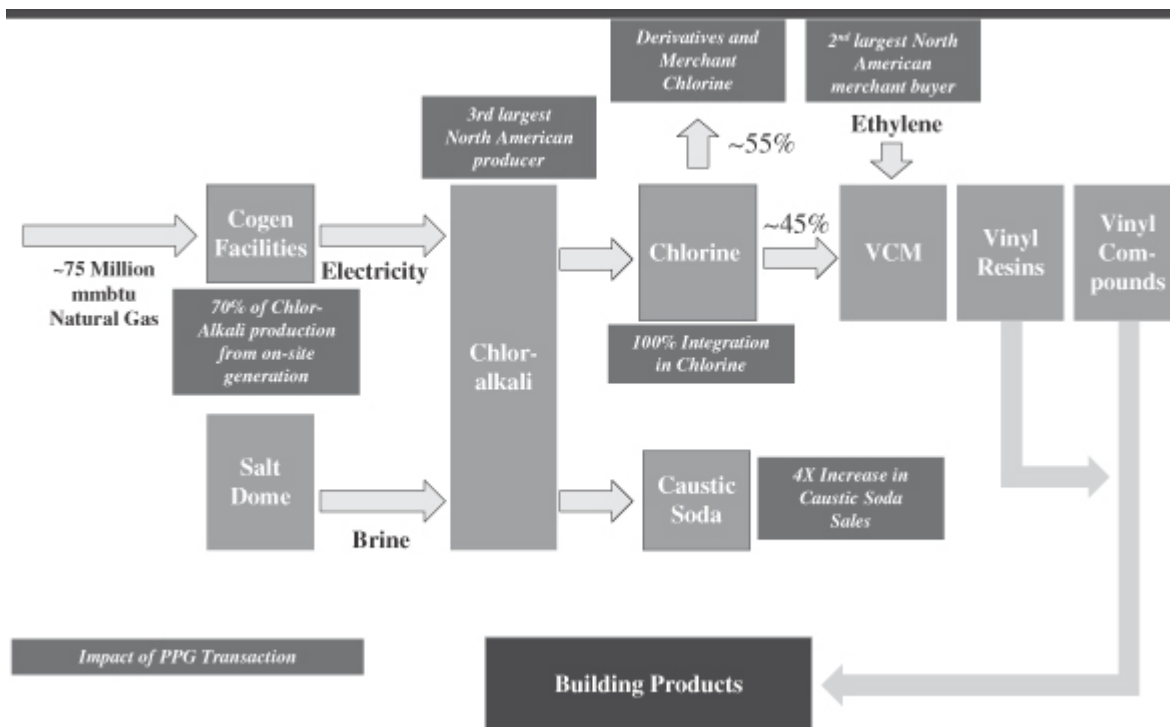 Derivatives and
Merchant
Chlorine
2nd largest North
American
merchant buyer
3rd largest
North American
producer
~55%
Ethylene
Cogen
Facilities
Electricity
~75 Million
mmbtu
Natural Gas
70% of Chlor-
Alkali production
from on-site
generation
Chlor-
alkali
Chlorine
~45%
VCM
Vinyl
Resins
Vinyl
Com-
pounds
100% Integration
in Chlorine
Salt
Dome
Brine
Caustic
Soda
4X Increase in
Caustic Soda
Sales
Impact of PPG Transaction
Building Products